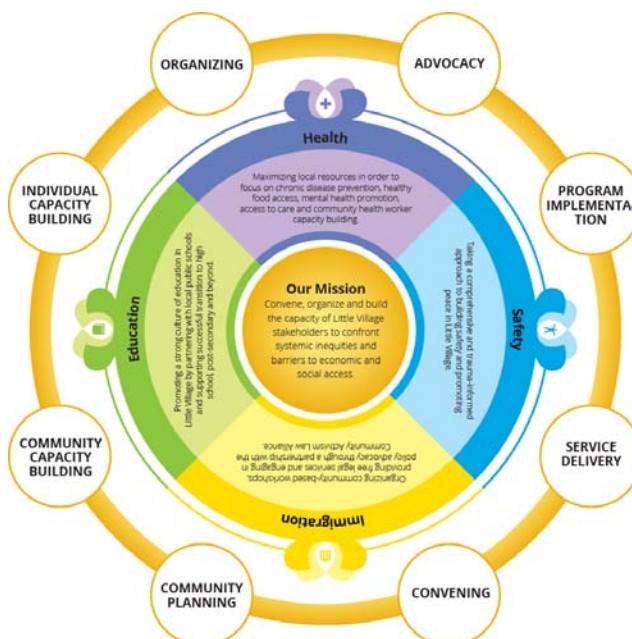 ORGANIZING
ADVOCACY
INDIVIDUAL
CAPACITY
BUILDING
PROGRAM
IMPLEMENTA
TION
Health
Maximizing local resources in order to
focus on chronic disease prevention, healthy
food access, mental health promotion,
access to care and community health worker
capacity building.
Education
Promoting a strong culture of education in
Little Village by partnering with local public schools
and supporting successful transition to high
school, post-secondary and beyond.
Our Mission
Convene, organize and build
the capacity of Little Village
stakeholders to confront
systemic inequities and
barriers to economic and
social access.
Safety
Taking a comprehensive and trauma-informed
approach to building safety and promoting
peace in Little Village.
Immigration
Organizing community-based workshops,
providing free legal services and engaging in
policy advocacy through a partnership with the
Community Activism Law Alliance.
COMMUNITY
CAPACITY
BUILDING
SERVICE
DELIVERY
COMMUNITY
PLANNING
CONVENING